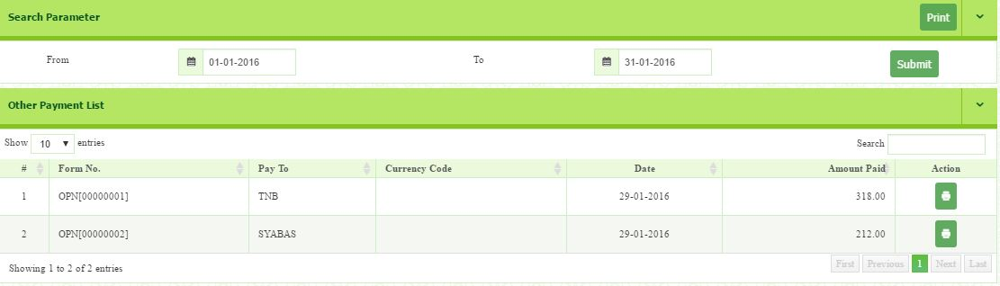 Search Parameter Print
From 01-01-2016 To 31-01-2016 Submit
Other Payment List
Show 10 entries Search
# Form No. Pay To Currency Code Date Amount Paid Action
1 OPN[00000001] TNB 29-01-2016 318.00
2 OPN[00000002] SYABAS 29-01-2016 212.00
Showing 1 to 2 of 2 entries First Previous 1 Next Last